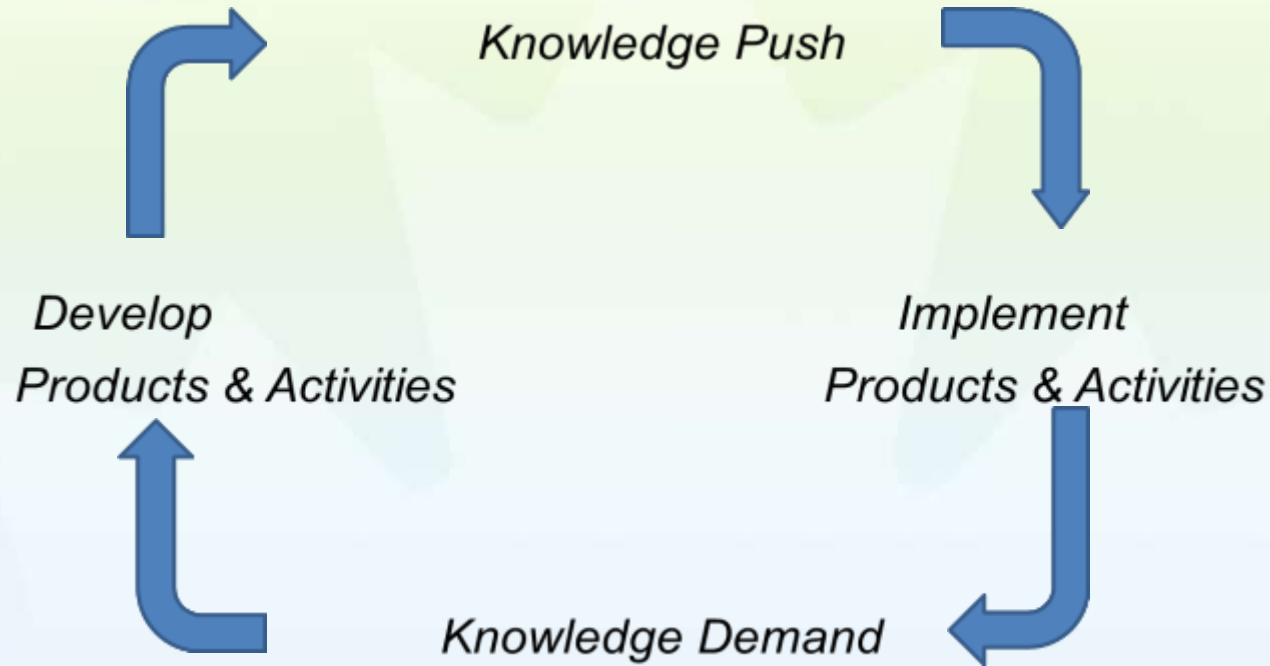 Knowledge Push
Develop
Products & Activities
Implement
Products & Activities
Knowledge Demand